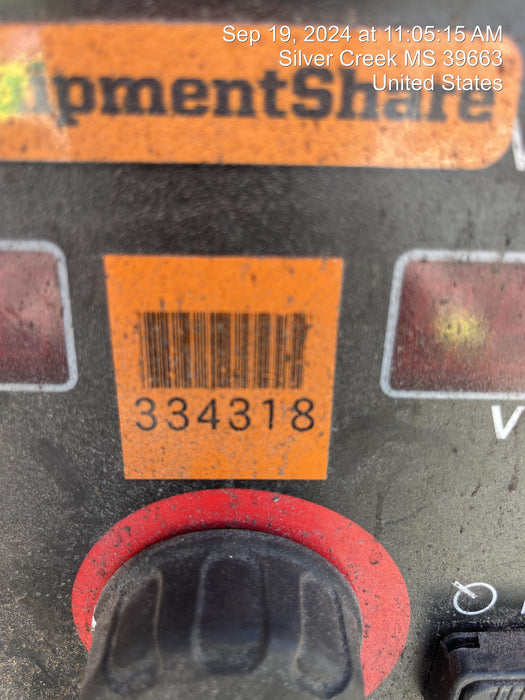 Sep 19, 2024 at 11:05:15 AM
Silver Creek MS 39663
United States
uipmentShare
334318
V